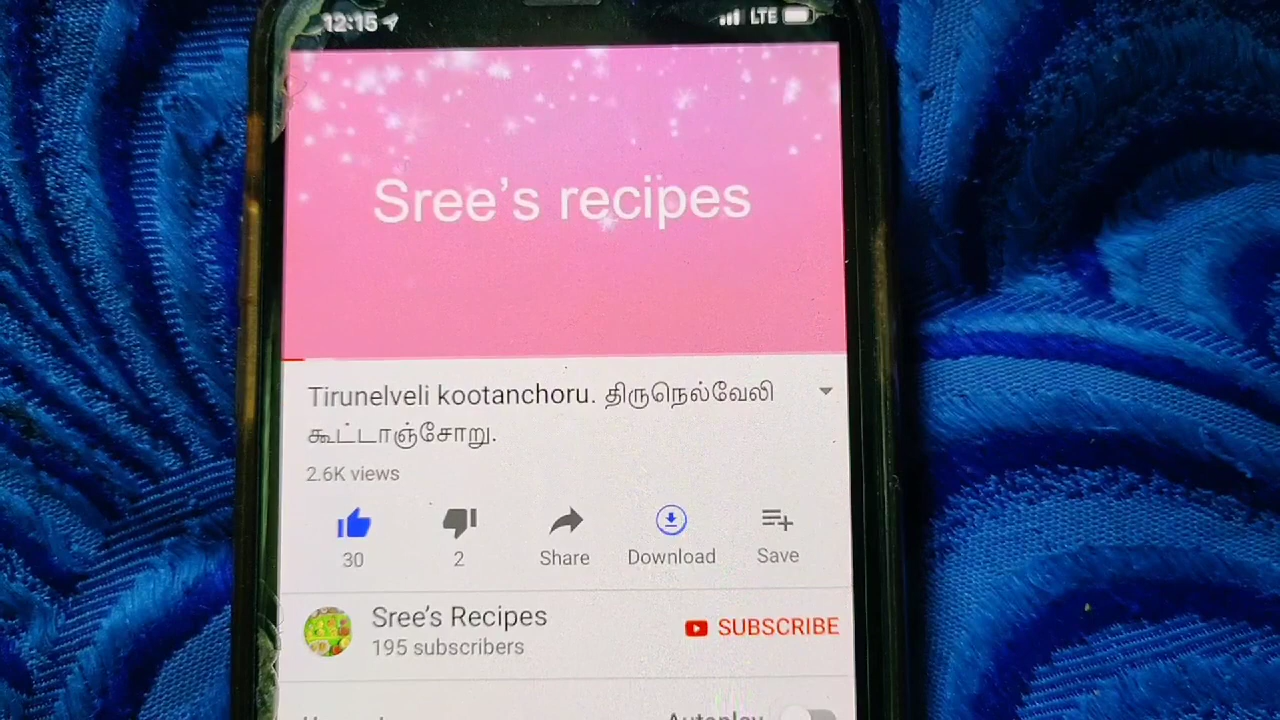 12:15
LTE
Sree's recipes
Tirunelveli kootanchoru. திருநெல்வேலி
கூட்டாஞ்சோறு.
2.6K views
30
2
Share
Download
Save
Sree's Recipes
195 subscribers
SUBSCRIBE
Autoplay